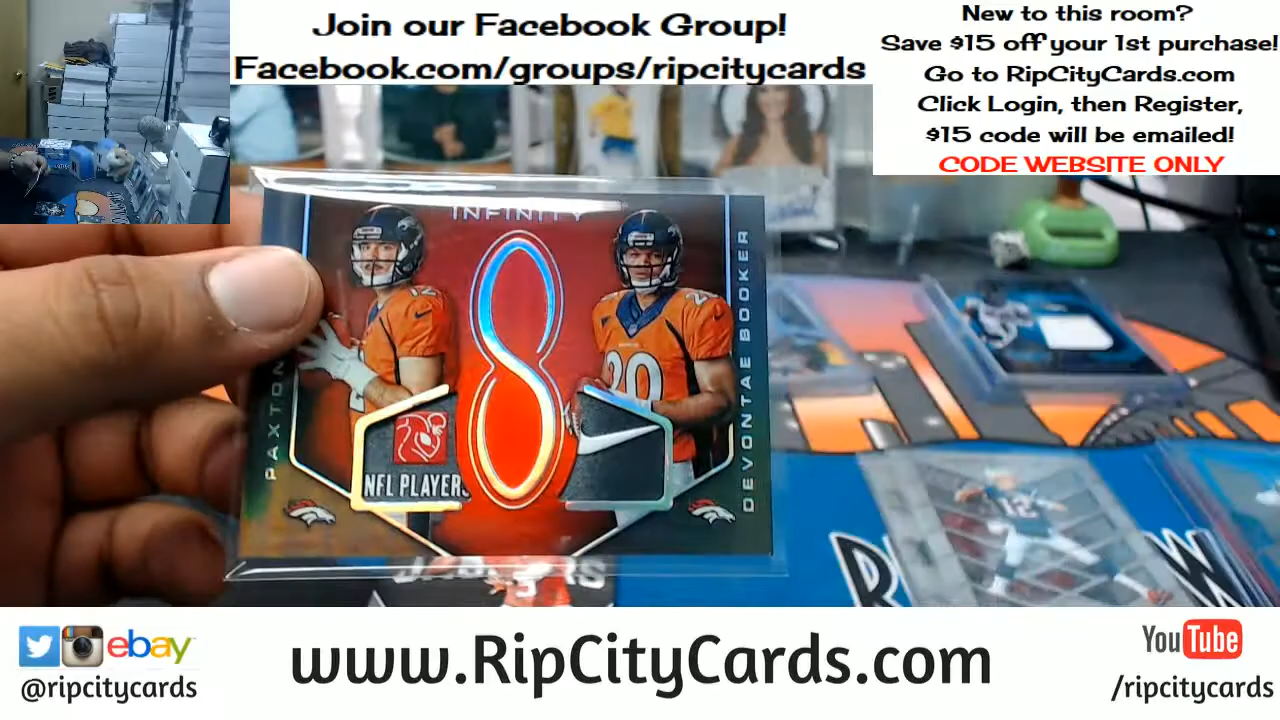 Join our Facebook Group!
Facebook.com/groups/ripcitycards
New to this room?
Save $15 off your 1st purchase!
Go to RipCityCards.com
Click Login, then Register,
$15 code will be emailed!
CODE WEBSITE ONLY
INFINITY
PAXTON
12
20
DEVONTAE BOOKER
NFL PLAYERS
12
ebay
@ripcitycards
www.RipCityCards.com
YouTube
/ripcitycards